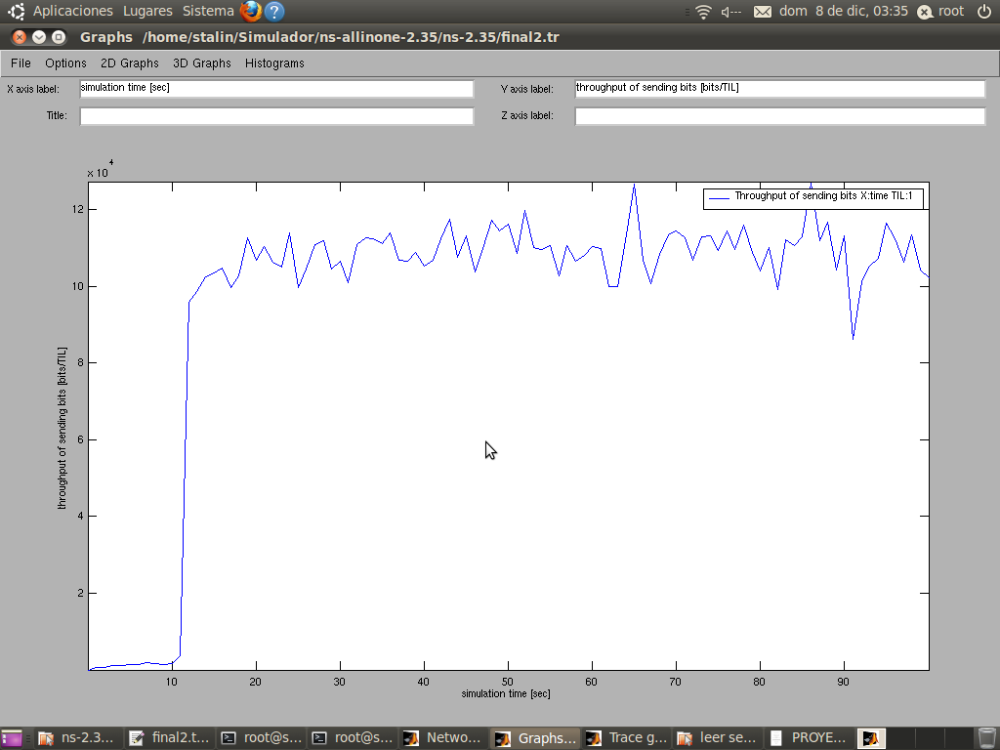 Aplicaciones Lugares Sistema ? dom 8 de dic, 03:35 root
Graphs /home/stalin/Simulador/ns-allinone-2.35/ns-2.35/final2.tr
File Options 2D Graphs 3D Graphs Histograms
X axis label: simulation time [sec] Y axis label: throughput of sending bits [bits/TIL]
Title: Z axis label:
x 10 4
Throughput of sending bits X:time TIL:1
12
10
8
6
4
2
throughput of sending bits [bits/TIL]
10 20 30 40 50 60 70 80 90
simulation time [sec]
ns-2.3... final2.t... root@s... root@s... Netwo... Graphs... Trace g... leer se... PROYE...